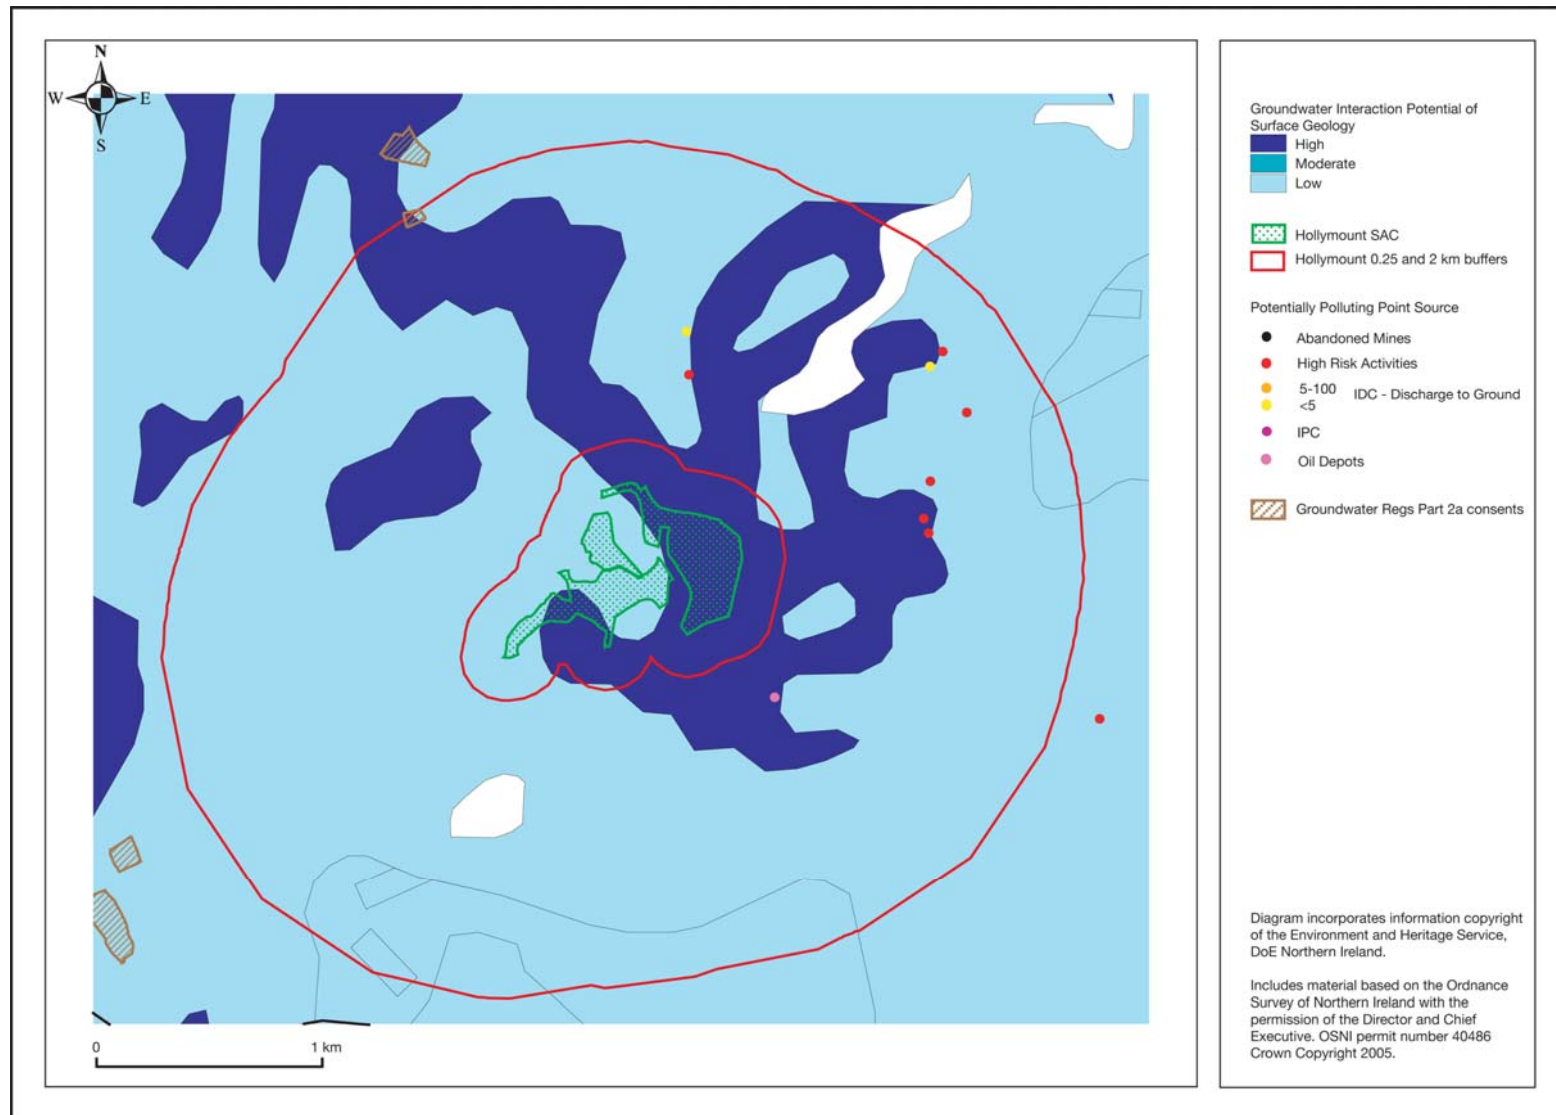 N
W
E
S
0
1 km
Groundwater Interaction Potential of
Surface Geology
High
Moderate
Low
Hollymount SAC
Hollymount 0.25 and 2 km buffers
Potentially Polluting Point Source
Abandoned Mines
High Risk Activities
5-100
IDC - Discharge to Ground
<5
IPC
Oil Depots
Groundwater Regs Part 2a consents
Diagram incorporates information copyright
of the Environment and Heritage Service,
DoE Northern Ireland.
Includes material based on the Ordnance
Survey of Northern Ireland with the
permission of the Director and Chief
Executive. OSNI permit number 40486
Crown Copyright 2005.